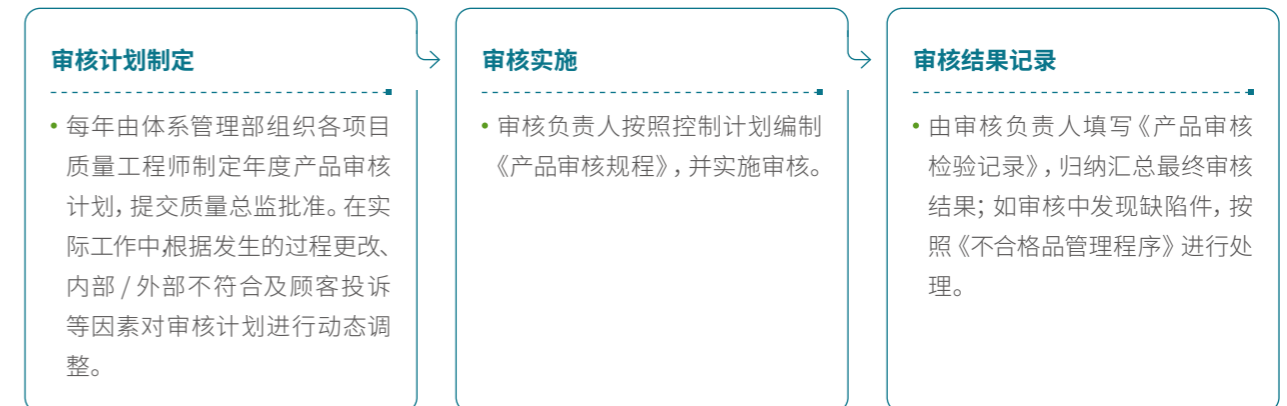 审核计划制定
• 每年由体系管理部组织各项目
质量工程师制定年度产品审核
计划，提交质量总监批准。在实
际工作中，根据发生的过程更改、
内部 / 外部不符合及顾客投诉
等因素对审核计划进行动态调
整。
审核实施
• 审核负责人按照控制计划编制
《产品审核规程》，并实施审核。
审核结果记录
• 由审核负责人填写《产品审核
检验记录》，归纳汇总最终审核
结果；如审核中发现缺陷件，按
照《不合格品管理程序》进行处
理。